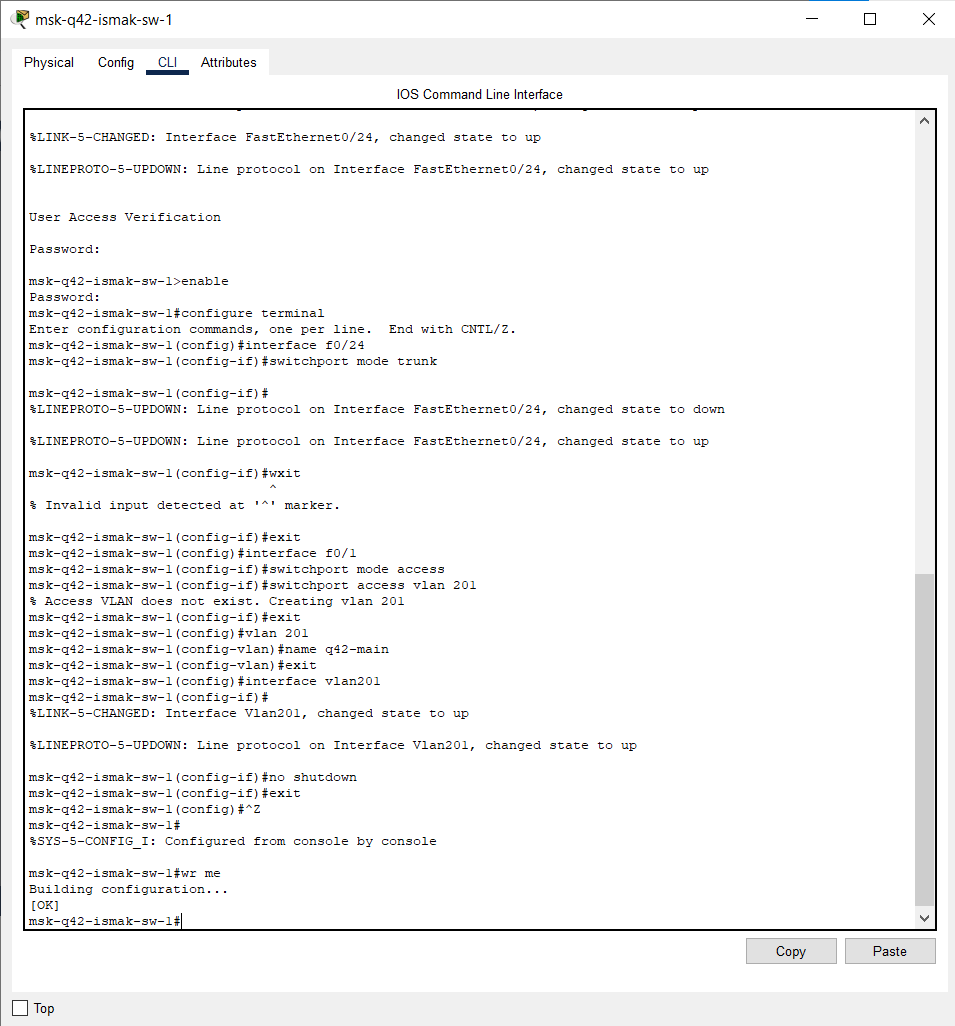 msk-q42-ismak-sw-1
Physical Config CLI Attributes
IOS Command Line Interface
%LINK-5-CHANGED: Interface FastEthernet0/24, changed state to up
%LINEPROTO-5-UPDOWN: Line protocol on Interface FastEthernet0/24, changed state to up
User Access Verification
Password:
msk-q42-ismak-sw-1>enable
Password:
msk-q42-ismak-sw-1#configure terminal
Enter configuration commands, one per line.  End with CNTL/Z.
msk-q42-ismak-sw-1(config)#interface f0/24
msk-q42-ismak-sw-1(config-if)#switchport mode trunk
msk-q42-ismak-sw-1(config-if)#
%LINEPROTO-5-UPDOWN: Line protocol on Interface FastEthernet0/24, changed state to down
%LINEPROTO-5-UPDOWN: Line protocol on Interface FastEthernet0/24, changed state to up
msk-q42-ismak-sw-1(config-if)#wxit
^
% Invalid input detected at '^' marker.
msk-q42-ismak-sw-1(config-if)#exit
msk-q42-ismak-sw-1(config)#interface f0/1
msk-q42-ismak-sw-1(config-if)#switchport mode access
msk-q42-ismak-sw-1(config-if)#switchport access vlan 201
% Access VLAN does not exist. Creating vlan 201
msk-q42-ismak-sw-1(config-if)#exit
msk-q42-ismak-sw-1(config)#vlan 201
msk-q42-ismak-sw-1(config-vlan)#name q42-main
msk-q42-ismak-sw-1(config-vlan)#exit
msk-q42-ismak-sw-1(config)#interface vlan201
msk-q42-ismak-sw-1(config-if)#
%LINK-5-CHANGED: Interface Vlan201, changed state to up
%LINEPROTO-5-UPDOWN: Line protocol on Interface Vlan201, changed state to up
msk-q42-ismak-sw-1(config-if)#no shutdown
msk-q42-ismak-sw-1(config-if)#exit
msk-q42-ismak-sw-1(config)#^Z
msk-q42-ismak-sw-1#
%SYS-5-CONFIG_I: Configured from console by console
msk-q42-ismak-sw-1#wr me
Building configuration...
[OK]
msk-q42-ismak-sw-1#
Copy Paste
Top